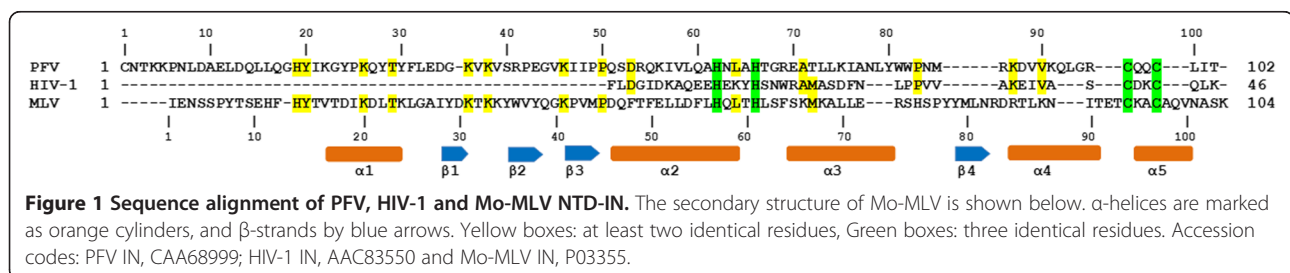 1 10 20 30 40 50 60 70 80 90 100
PFV 1 CNTKKPNLDAELDQLLQGHYIKGYPKQYTYFLEDG-KVKVSRPEGVKIIPPQSDRQKIVLQAHNLAHTGREATLLKIANLYWWPNM----RKDVVKQLGR--CQQC--LIT- 102
HIV-1 1 --------------------------------------------------FLDGIDKAQEEHEKYHSNWRAMASDFN--LPPVV----AKEIVA--S---CDKC--QLK- 46
MLV 1 -----IENSSPYTSEHF-HYTVTDIKDLTKLGAIYDKTKKYWVYQGKPVMPDQFTFELLDFLHQLTHLSFSKMKALLE--RSHSPYYMLNRDRTLKN--ITETCKACAQVNASK 104
1 10 20 30 40 50 60 70 80 90 100
α1 β1 β2 β3 α2 α3 β4 α4 α5
Figure 1 Sequence alignment of PFV, HIV-1 and Mo-MLV NTD-IN. The secondary structure of Mo-MLV is shown below. α-helices are marked
as orange cylinders, and β-strands by blue arrows. Yellow boxes: at least two identical residues, Green boxes: three identical residues. Accession
codes: PFV IN, CAA68999; HIV-1 IN, AAC83550 and Mo-MLV IN, P03355.